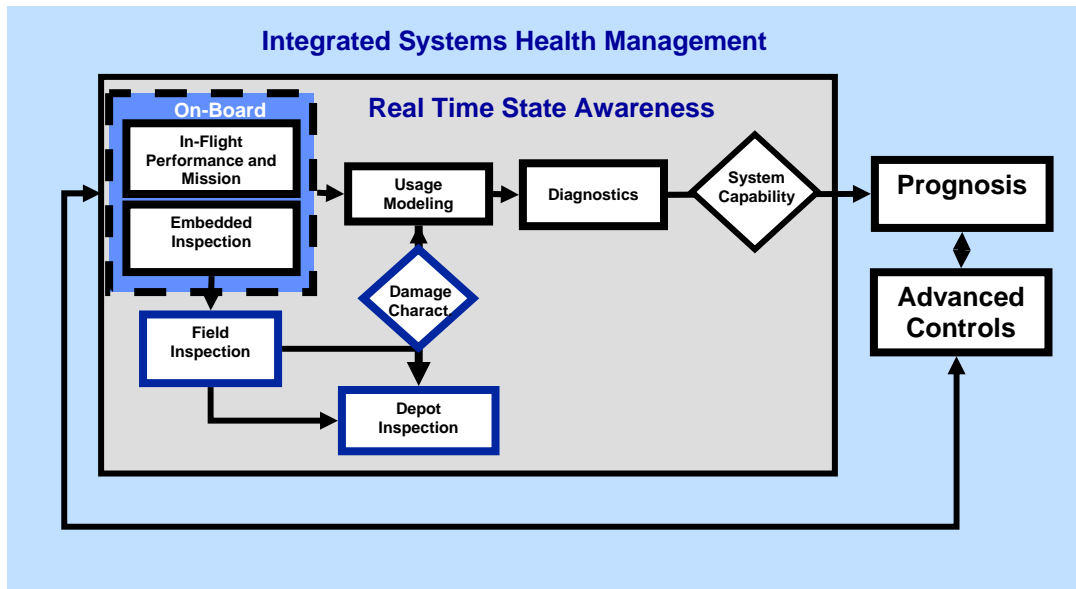 Integrated Systems Health Management
On-Board
Real Time State Awareness
In-Flight
Performance and
Mission
Embedded
Inspection
Usage
Modeling
Diagnostics
System
Capability
Prognosis
Damage
Charact.
Advanced
Controls
Field
Inspection
Depot
Inspection